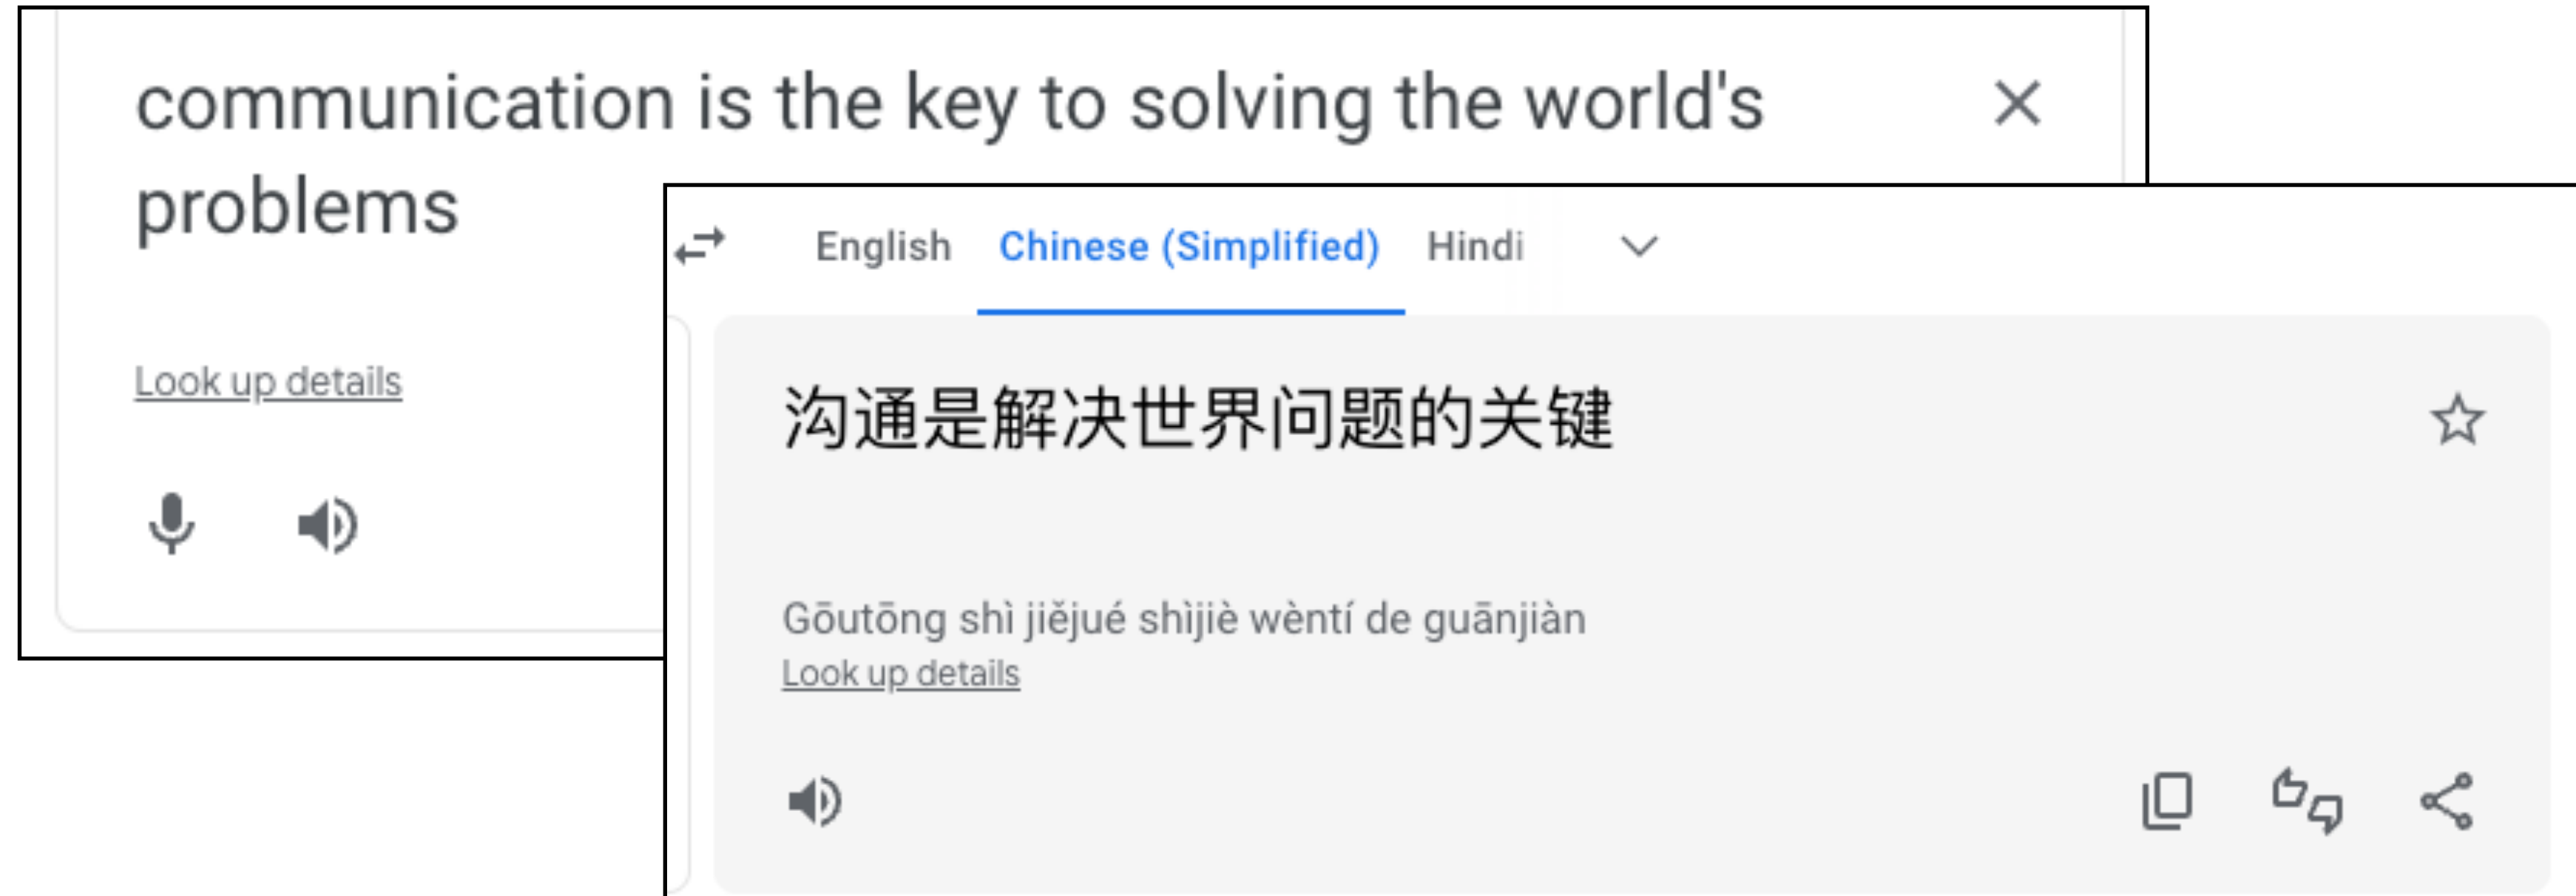 communication is the key to solving the world's
problems
Look up details
English Chinese (Simplified) Hindi
沟通是解决世界问题的关键
Gōutōng shì jiějué shìjiè wèntí de guānjiàn
Look up details